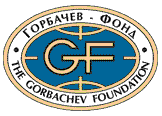 • ГОРБАЧЕВ - ФОНД •
GF
THE GORBACHEV FOUNDATION